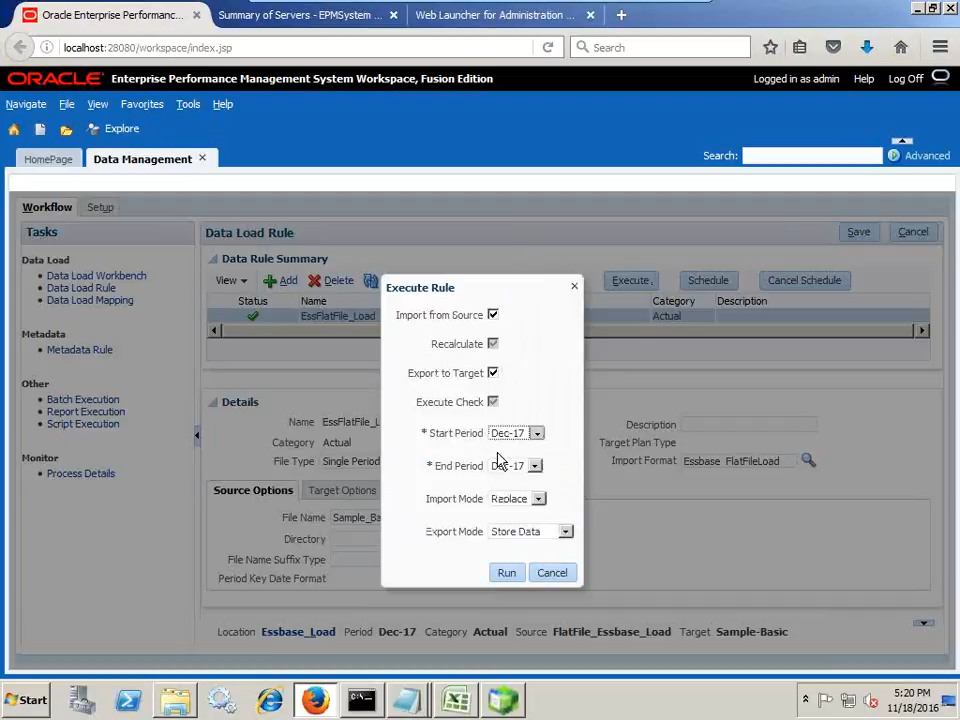 Oracle Enterprise Performanc...
Summary of Servers - EPMSystem ...
Web Launcher for Administration ...
localhost:28080/workspace/index.jsp
Search
ORACLE Enterprise Performance Management System Workspace, Fusion Edition
Logged in as admin Help Log Off
Navigate File View Favorites Tools Help
Explore
HomePage Data Management
Search: Advanced
Workflow Setup
Tasks
Data Load Rule
Save Cancel
Data Load
Data Load Workbench
Data Load Rule
Data Load Mapping
Metadata
Metadata Rule
Other
Batch Execution
Report Execution
Script Execution
Monitor
Process Details
Data Rule Summary
View Add Delete Execute. Schedule Cancel Schedule
Status Name Category Description
EssFlatFile_Load Actual
Details
Name EssFlatFile_L
Category Actual
File Type Single Period
Description
Target Plan Type
Import Format Essbase_FlatFileLoad
Source Options Target Options
File Name Sample_Ba
Directory
File Name Suffix Type
Period Key Date Format
Execute Rule
Import from Source
Recalculate
Export to Target
Execute Check
* Start Period Dec-17
* End Period Dec-17
Import Mode Replace
Export Mode Store Data
Run Cancel
Location Essbase_Load Period Dec-17 Category Actual Source FlatFile_Essbase_Load Target Sample-Basic
Start
C:\
5:20 PM
11/18/2016